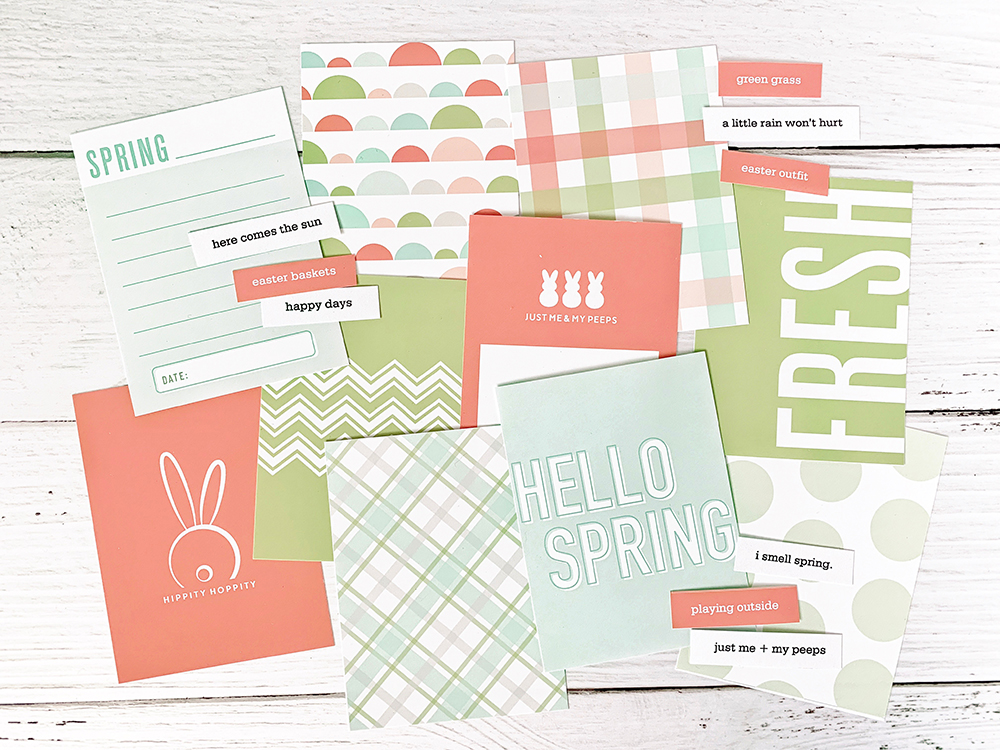 SPRING
here comes the sun
easter baskets
happy days
DATE:
green grass
a little rain won't hurt
easter outfit
FRESH
JUST ME & MY PEEPS
HIPPITY HOPPITY
HELLO
SPRING
i smell spring.
playing outside
just me + my peeps